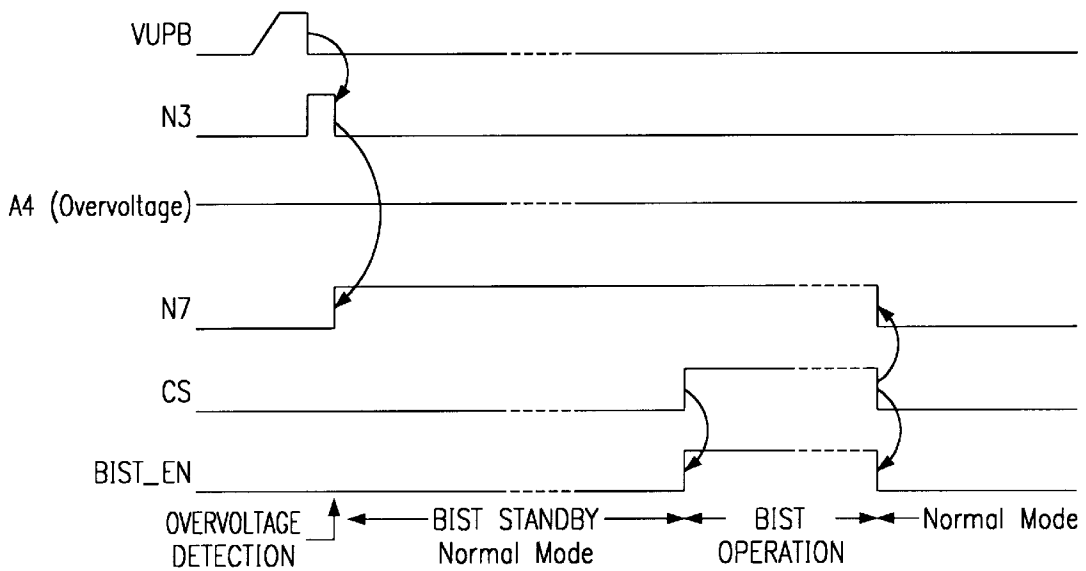 VUPB
N3
A4 (Overvoltage)
N7
CS
BIST_EN
OVERVOLTAGE
DETECTION
BIST STANDBY
Normal Mode
BIST
OPERATION
Normal Mode